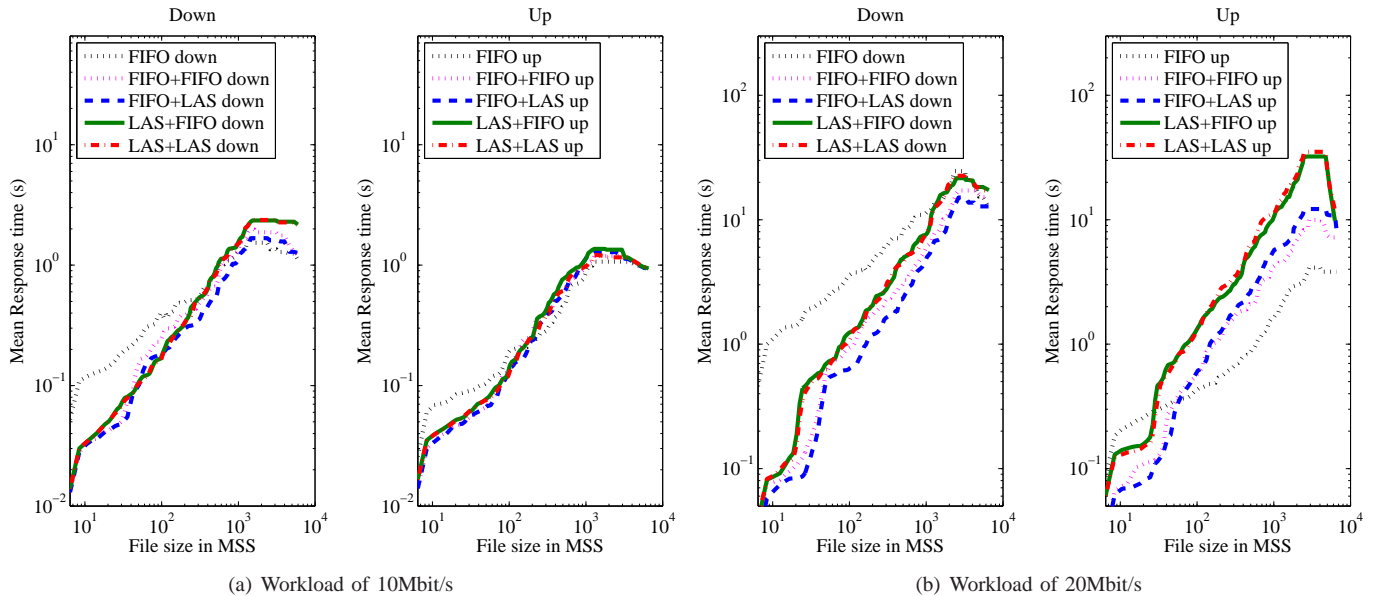 Down
Mean Response time (s)
10^0
10^-1
10^-2
FIFO down
FIFO+FIFO down
FIFO+LAS down
LAS+FIFO down
LAS+LAS down
10^1 10^2 10^3 10^4
File size in MSS
Up
Mean Response time (s)
10^0
10^-1
10^-2
FIFO up
FIFO+FIFO up
FIFO+LAS up
LAS+FIFO up
LAS+LAS up
10^1 10^2 10^3 10^4
File size in MSS
(a) Workload of 10Mbit/s
Down
Mean Response time (s)
10^2
10^1
10^0
10^-1
FIFO down
FIFO+FIFO down
FIFO+LAS down
LAS+FIFO up
LAS+LAS down
10^1 10^2 10^3 10^4
File size in MSS
Up
Mean Response time (s)
10^2
10^1
10^0
10^-1
FIFO up
FIFO+FIFO up
FIFO+LAS up
LAS+FIFO up
LAS+LAS up
10^1 10^2 10^3 10^4
File size in MSS
(b) Workload of 20Mbit/s